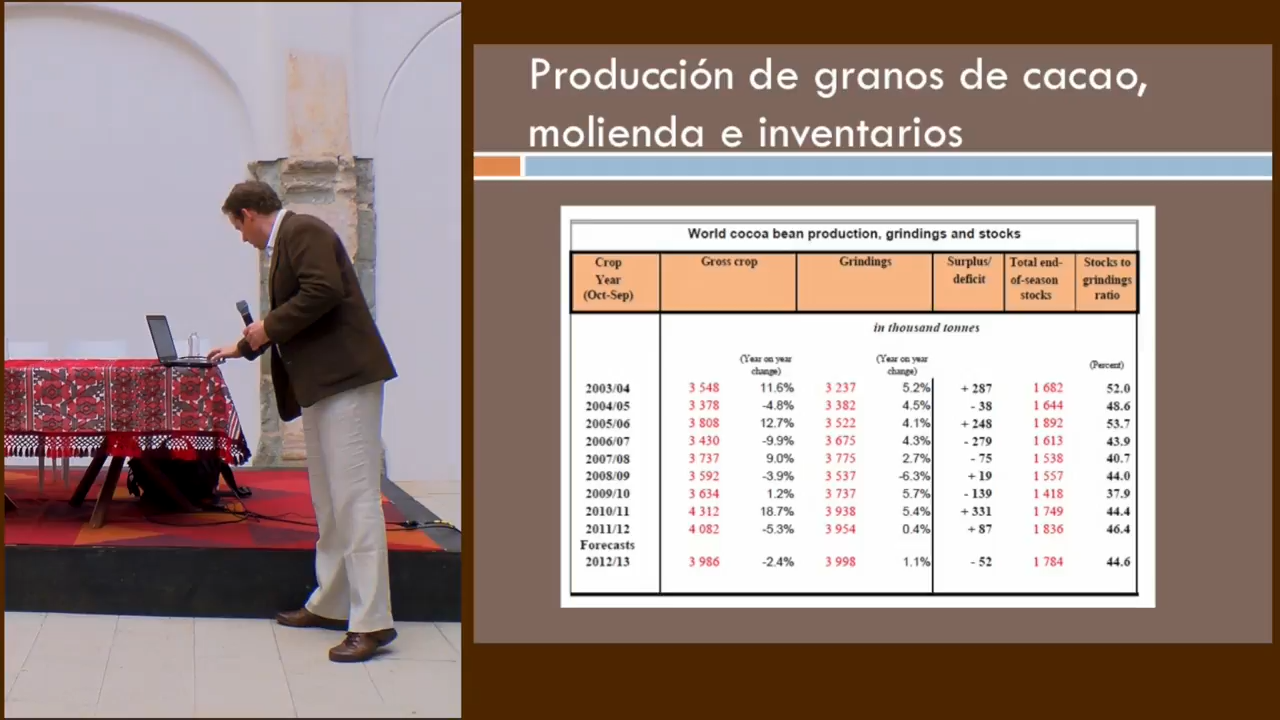 Producción de granos de cacao,
molienda e inventarios
World cocoa bean production, grindings and stocks
Crop Year (Oct-Sep) Gross crop Grindings Surplus/ deficit Total end-of-season stocks Stocks to grindings ratio
in thousand tonnes
(Year on year change) (Year on year change) (Percent)
2003/04 3 548 11.6% 3 237 5.2% + 287 1 682 52.0
2004/05 3 378 -4.8% 3 382 4.5% - 38 1 644 48.6
2005/06 3 808 12.7% 3 522 4.1% + 248 1 892 53.7
2006/07 3 430 -9.9% 3 675 4.3% - 279 1 613 43.9
2007/08 3 737 9.0% 3 775 2.7% - 75 1 538 40.7
2008/09 3 592 -3.9% 3 537 -6.3% + 19 1 557 44.0
2009/10 3 634 1.2% 3 737 5.7% - 139 1 418 37.9
2010/11 4 312 18.7% 3 938 5.4% + 331 1 749 44.4
2011/12 4 082 -5.3% 3 954 0.4% + 87 1 836 46.4
Forecasts
2012/13 3 986 -2.4% 3 998 1.1% - 52 1 784 44.6